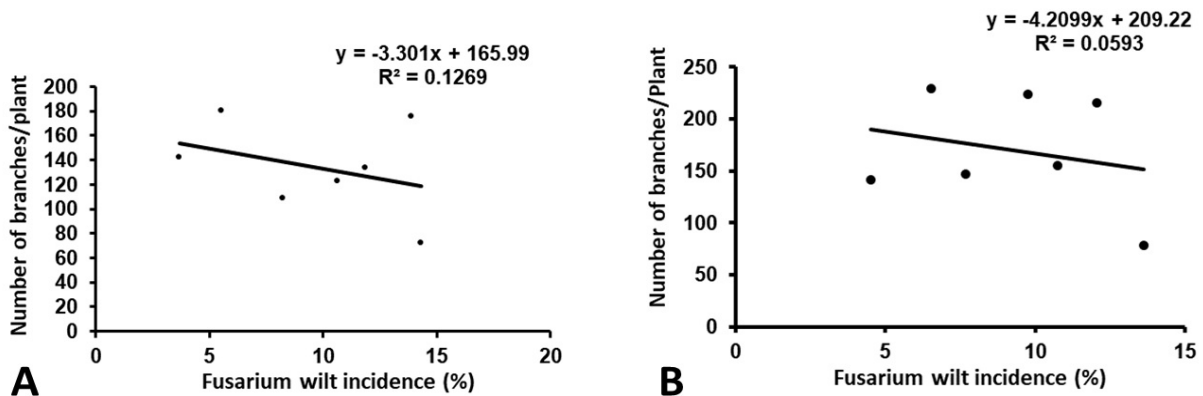 y = -3.301x + 165.99
R² = 0.1269
Number of branches/plant
200
180
160
140
120
100
80
60
40
20
0
0 5 10 15 20
Fusarium wilt incidence (%)
A
y = -4.2099x + 209.22
R² = 0.0593
Number of branches/Plant
250
200
150
100
50
0
0 5 10 15
Fusarium wilt incidence (%)
B